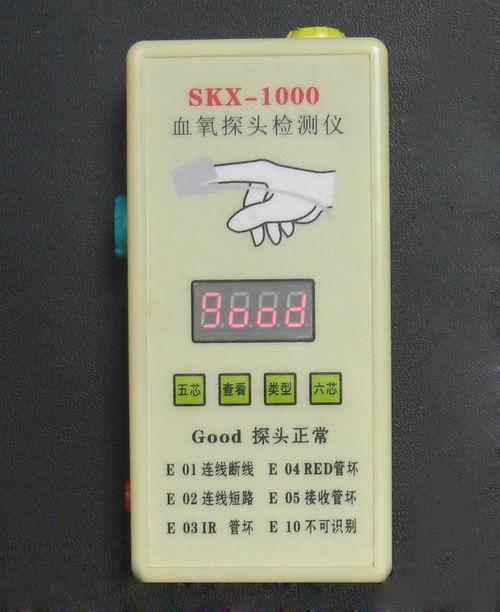 SKX-1000
血氧探头检测仪
good
五芯 查看 类型 六芯
Good 探头正常
E 01 连线断线 E 04 RED管坏
E 02 连线短路 E 05 接收管坏
E 03 IR 管坏 E 10 不可识别